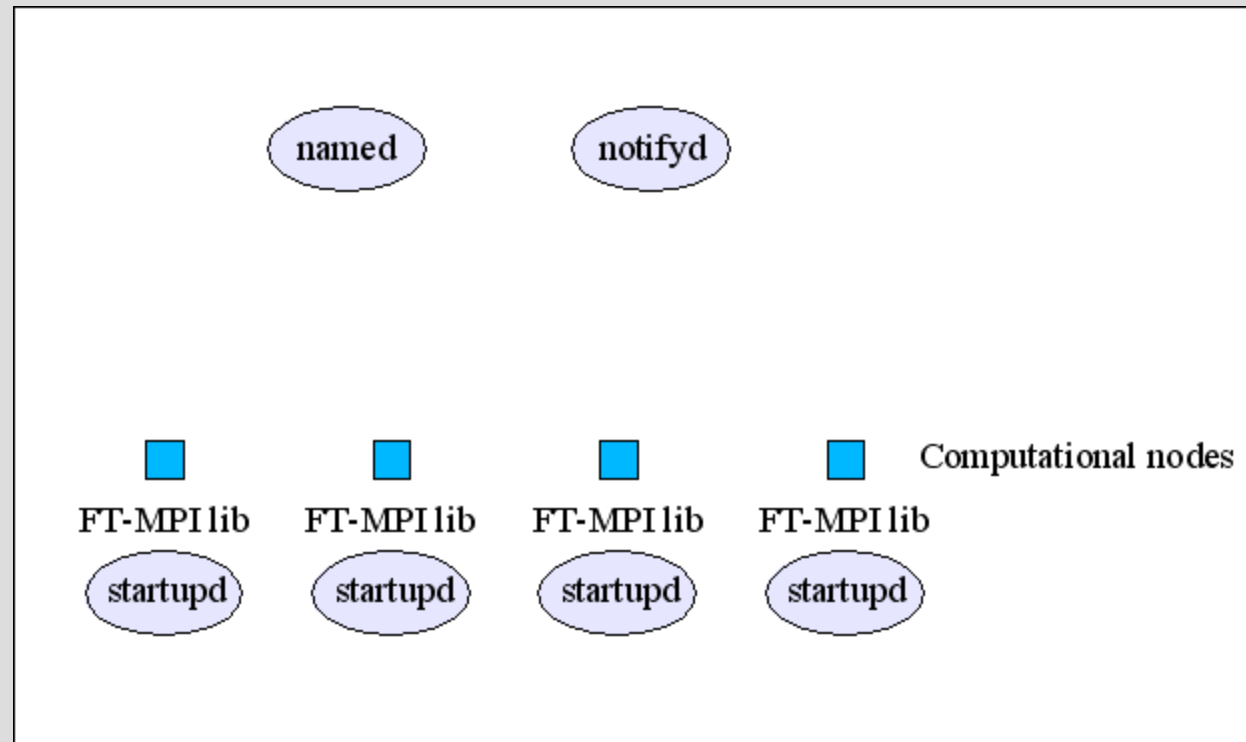 named
notifyd
Computational nodes
FT-MPI lib
FT-MPI lib
FT-MPI lib
FT-MPI lib
startupd
startupd
startupd
startupd